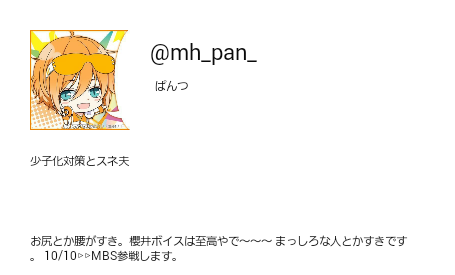 @mh_pan_
ぱんつ
少子化対策とスネ夫
お尻とか腰がすき。櫻井ボイスは至高やで〜〜〜 まっしろな人とかすきです
。 10/10▷▷MBS参戦します。